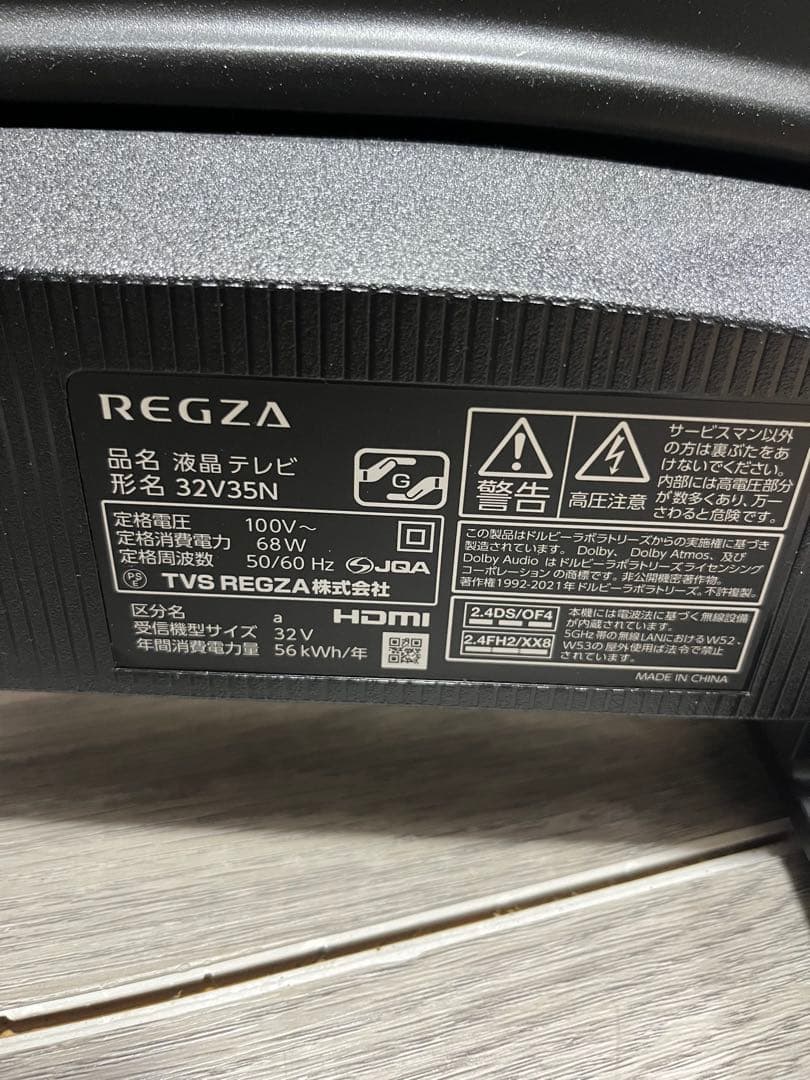 REGZA
品名 液晶テレビ
形名 32V35N
G
定格電圧 100V～
定格消費電力 68W
定格周波数 50/60 Hz
JQA
PS
E
TVS REGZA株式会社
区分名 a
受信機型サイズ 32V
年間消費電力量 56kWh/年
HDMI
警告
高圧注意
サービスマン以外
の方は裏ぶたをあ
けないでください。
内部には高電圧部分
が数多くあり、万一
さわると危険です。
この製品はドルビーラボラトリーズからの実施権に基づき
製造されています。Dolby、Dolby Atmos、及び
Dolby Audio はドルビーラボラトリーズライセンシング
コーポレーションの商標です。非公開機密著作物。
著作権1992-2021年ドルビーラボラトリーズ。不許複製。
2.4DS/OF4
2.4FH2/XX8
本機には電波法に基づく無線設備
が内蔵されています。
5GHz帯の無線LANにおけるW52、
W53の屋外使用は法令で禁止
されています。
MADE IN CHINA